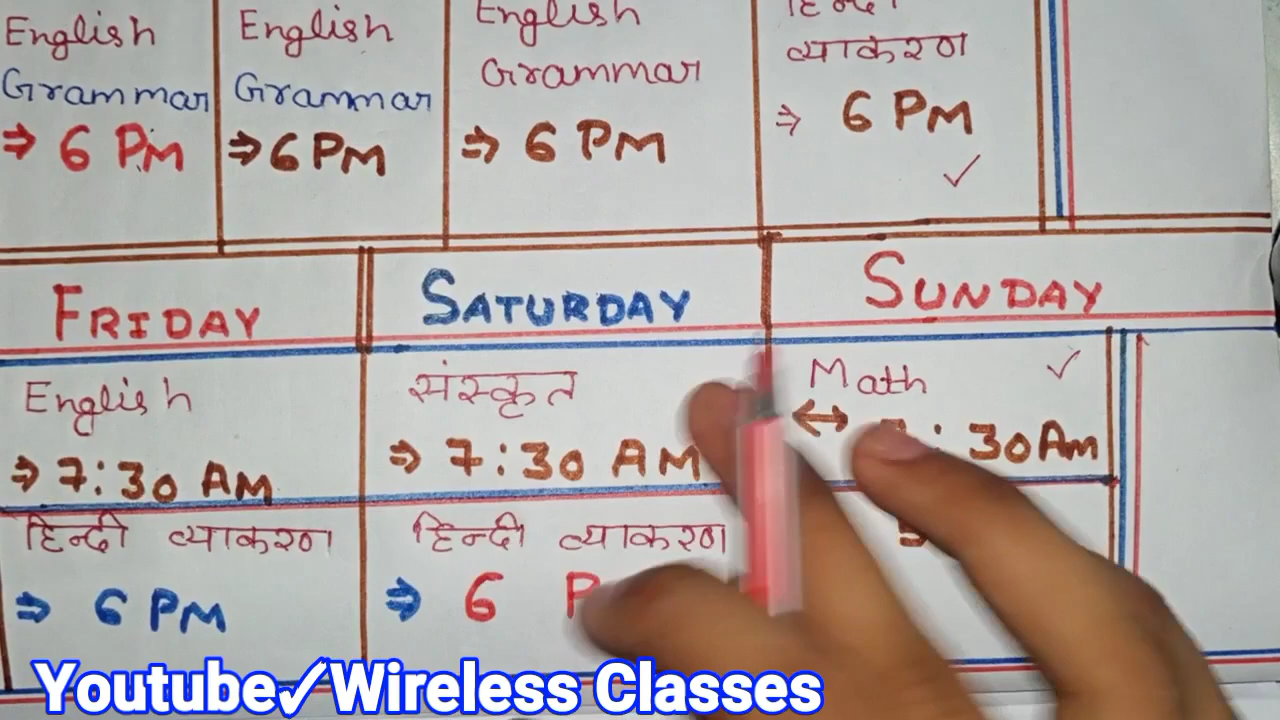 English
Grammar
⇒ 6 PM
English
Grammar
⇒ 6 PM
English
Grammar
⇒ 6 PM
हिन्दी
व्याकरण
⇒ 6 PM
✓
FRIDAY
SATURDAY
SUNDAY
English
⇒ 7:30 AM
संस्कृत
⇒ 7:30 AM
Math ✓
↔ : 30 AM
हिन्दी व्याकरण
⇒ 6 PM
हिन्दी व्याकरण
⇒ 6 P
Youtube✓Wireless Classes